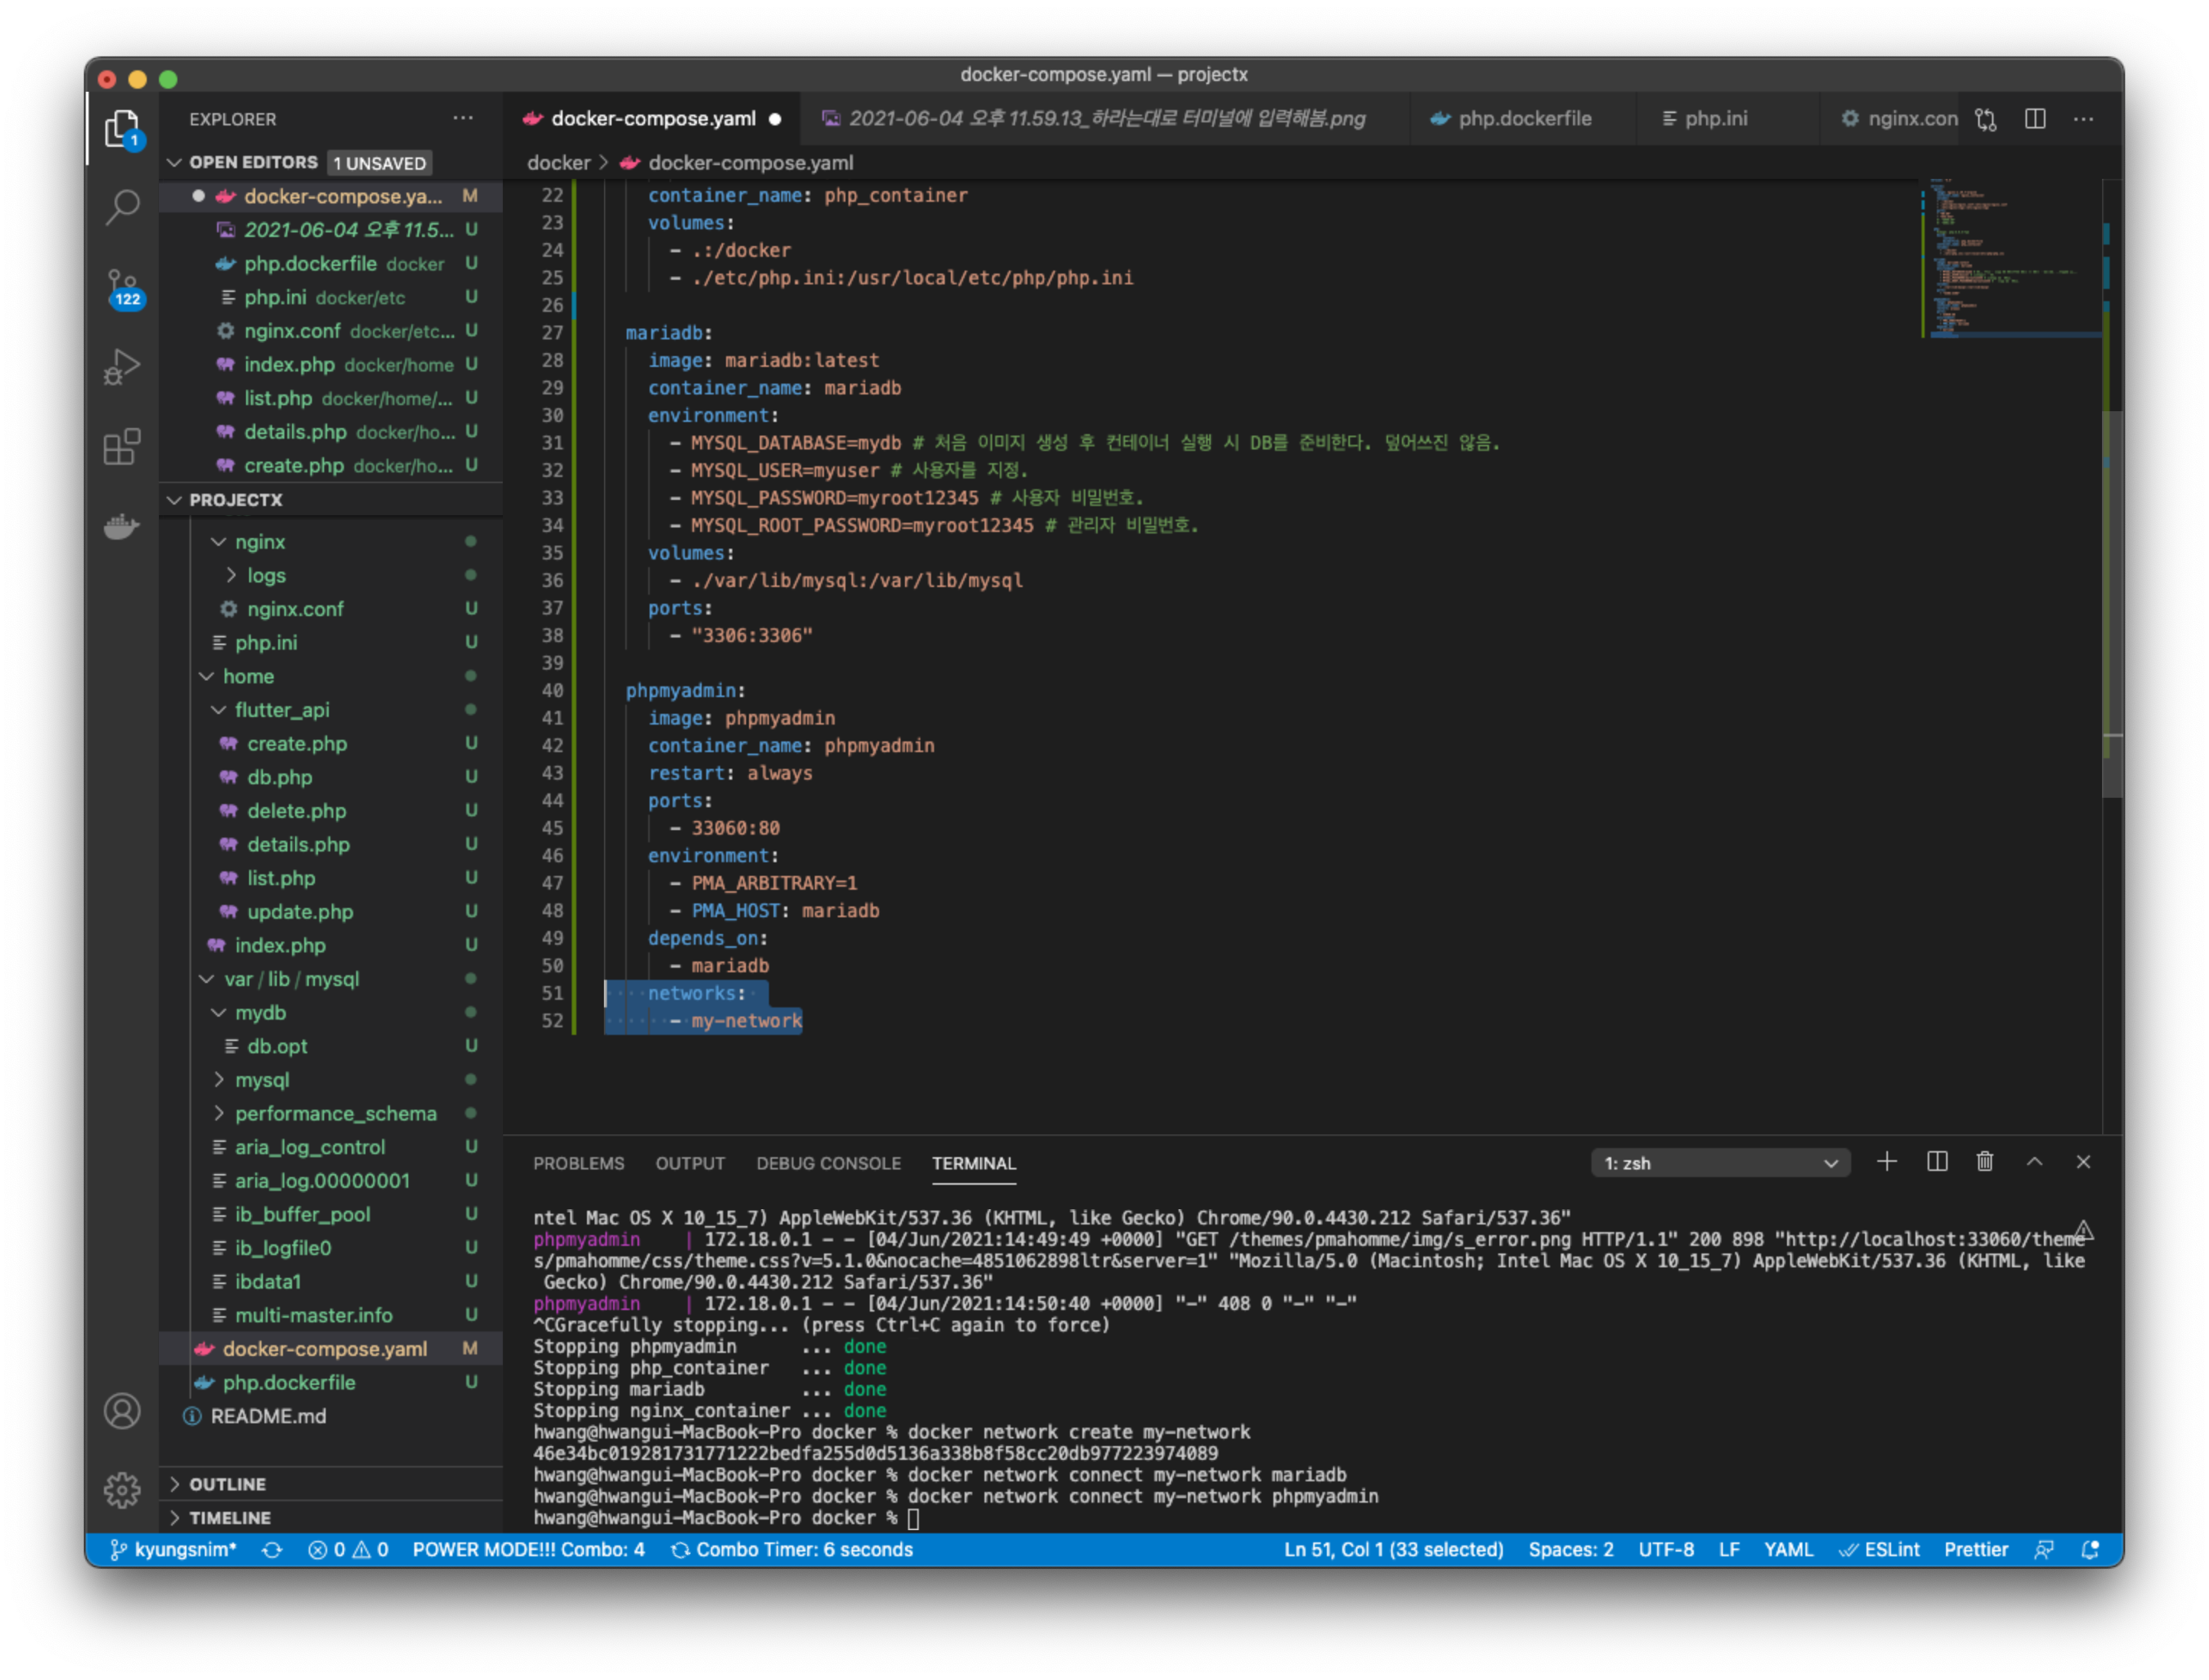 docker-compose.yaml — projectx
EXPLORER
docker-compose.yaml
2021-06-04 오후 11.59.13_하라는대로 터미널에 입력해봄.png
php.dockerfile
php.ini
nginx.con
1
OPEN EDITORS 1 UNSAVED
docker > docker-compose.yaml
docker-compose.ya... M
2021-06-04 오후 11.5... U
php.dockerfile docker U
php.ini docker/etc U
nginx.conf docker/etc... U
index.php docker/home U
list.php docker/home/... U
details.php docker/ho... U
create.php docker/ho... U
122
PROJECTX
nginx
logs
nginx.conf U
php.ini U
home
flutter_api
create.php U
db.php U
delete.php U
details.php U
list.php U
update.php U
index.php U
var / lib / mysql
mydb
db.opt U
mysql
performance_schema
aria_log_control U
aria_log.00000001 U
ib_buffer_pool U
ib_logfile0 U
ibdata1 U
multi-master.info U
docker-compose.yaml M
php.dockerfile U
README.md
OUTLINE
TIMELINE
22 container_name: php_container
23 volumes:
24 - .:/docker
25 - ./etc/php.ini:/usr/local/etc/php/php.ini
26
27 mariadb:
28 image: mariadb:latest
29 container_name: mariadb
30 environment:
31 - MYSQL_DATABASE=mydb # 처음 이미지 생성 후 컨테이너 실행 시 DB를 준비한다. 덮어쓰진 않음.
32 - MYSQL_USER=myuser # 사용자를 지정.
33 - MYSQL_PASSWORD=myroot12345 # 사용자 비밀번호.
34 - MYSQL_ROOT_PASSWORD=myroot12345 # 관리자 비밀번호.
35 volumes:
36 - ./var/lib/mysql:/var/lib/mysql
37 ports:
38 - "3306:3306"
39
40 phpmyadmin:
41 image: phpmyadmin
42 container_name: phpmyadmin
43 restart: always
44 ports:
45 - 33060:80
46 environment:
47 - PMA_ARBITRARY=1
48 - PMA_HOST: mariadb
49 depends_on:
50 - mariadb
51 networks:
52 - my-network
PROBLEMS OUTPUT DEBUG CONSOLE TERMINAL 1: zsh
ntel Mac OS X 10_15_7) AppleWebKit/537.36 (KHTML, like Gecko) Chrome/90.0.4430.212 Safari/537.36"
phpmyadmin | 172.18.0.1 - - [04/Jun/2021:14:49:49 +0000] "GET /themes/pmahomme/img/s_error.png HTTP/1.1" 200 898 "http://localhost:33060/theme
s/pmahomme/css/theme.css?v=5.1.0&nocache=4851062898ltr&server=1" "Mozilla/5.0 (Macintosh; Intel Mac OS X 10_15_7) AppleWebKit/537.36 (KHTML, like
Gecko) Chrome/90.0.4430.212 Safari/537.36"
phpmyadmin | 172.18.0.1 - - [04/Jun/2021:14:50:40 +0000] "-" 408 0 "-" "-"
^CGracefully stopping... (press Ctrl+C again to force)
Stopping phpmyadmin ... done
Stopping php_container ... done
Stopping mariadb ... done
Stopping nginx_container ... done
hwang@hwangui-MacBook-Pro docker % docker network create my-network
46e34bc019281731771222bedfa255d0d5136a338b8f58cc20db977223974089
hwang@hwangui-MacBook-Pro docker % docker network connect my-network mariadb
hwang@hwangui-MacBook-Pro docker % docker network connect my-network phpmyadmin
hwang@hwangui-MacBook-Pro docker %
kyungsnim* 0 0 POWER MODE!!! Combo: 4 Combo Timer: 6 seconds Ln 51, Col 1 (33 selected) Spaces: 2 UTF-8 LF YAML ESLint Prettier